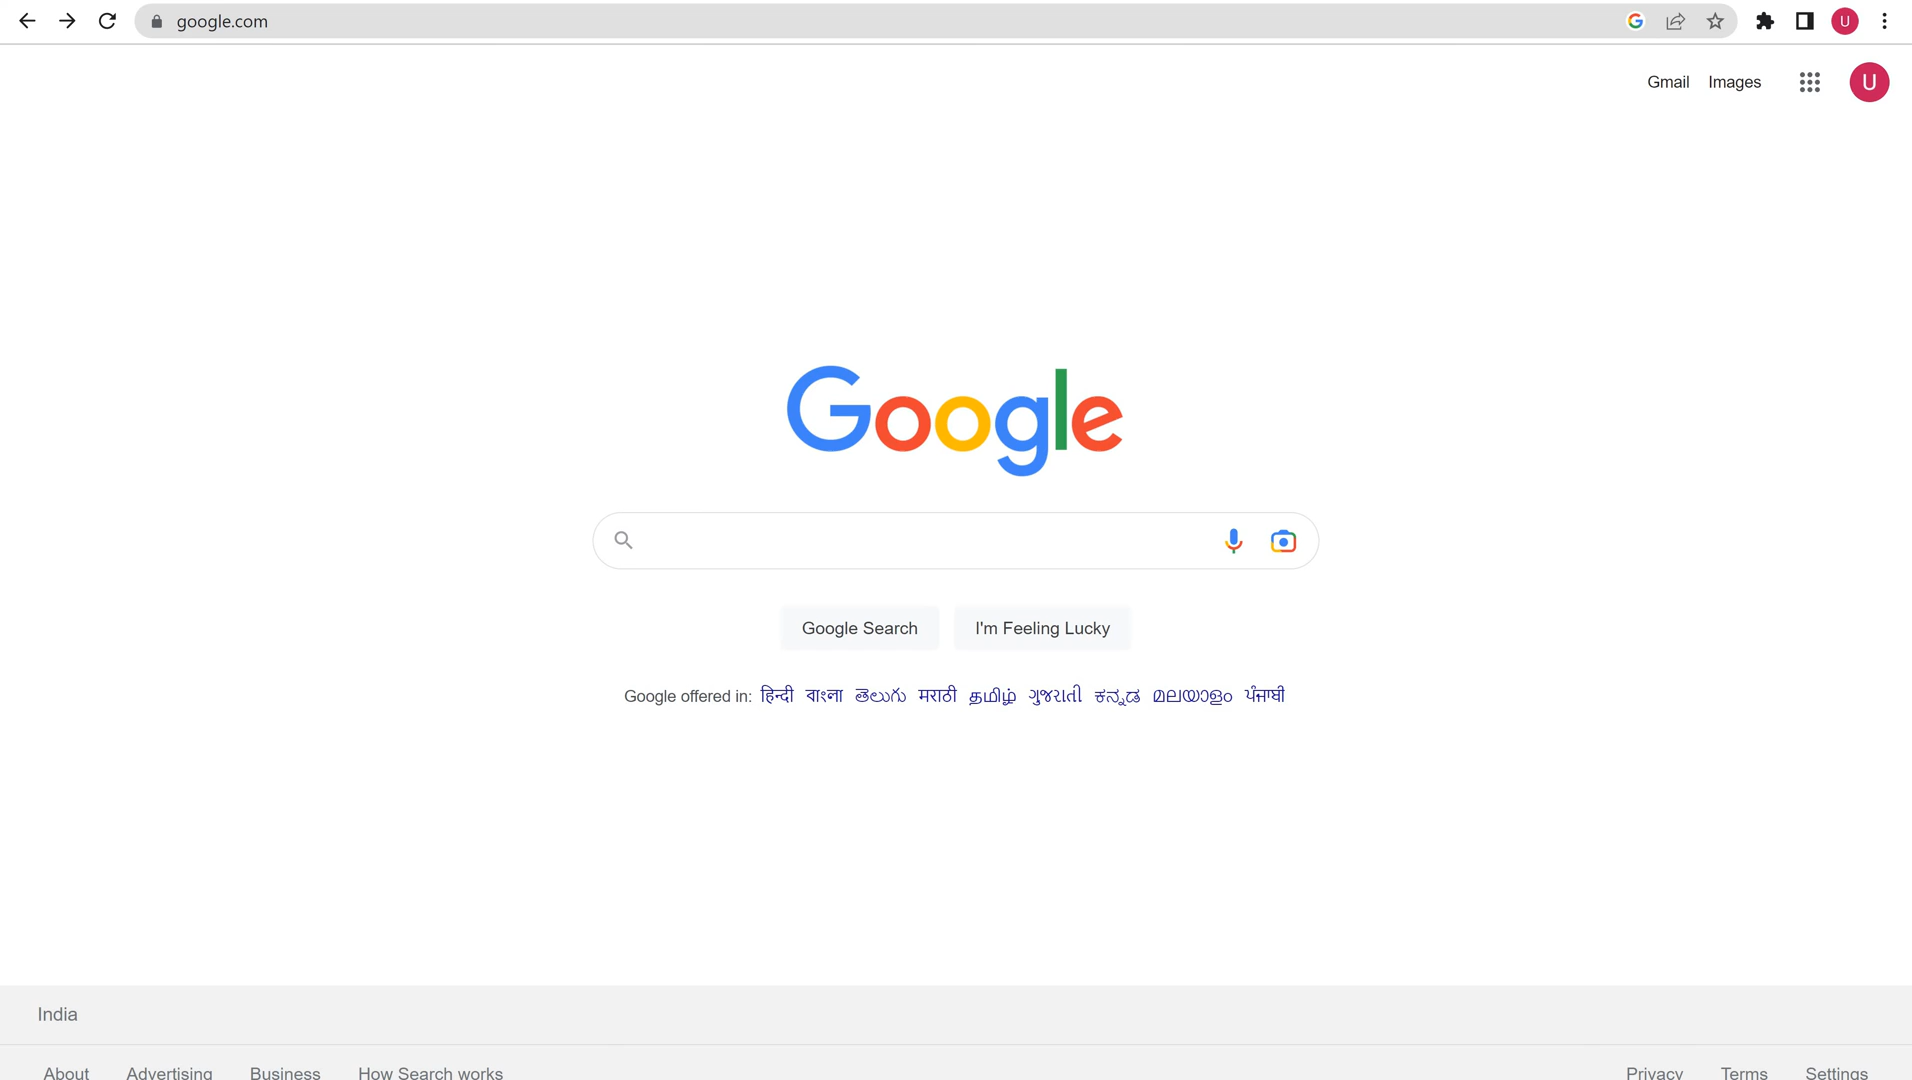 google.com
U
Gmail Images U
Google
Google Search I'm Feeling Lucky
Google offered in: हिन्दी বাংলা తెలుగు मराठी தமிழ் ગુજરાતી ಕನ್ನಡ മലയാളം ਪੰਜਾਬੀ
India
About Advertising Business How Search works Privacy Terms Settings